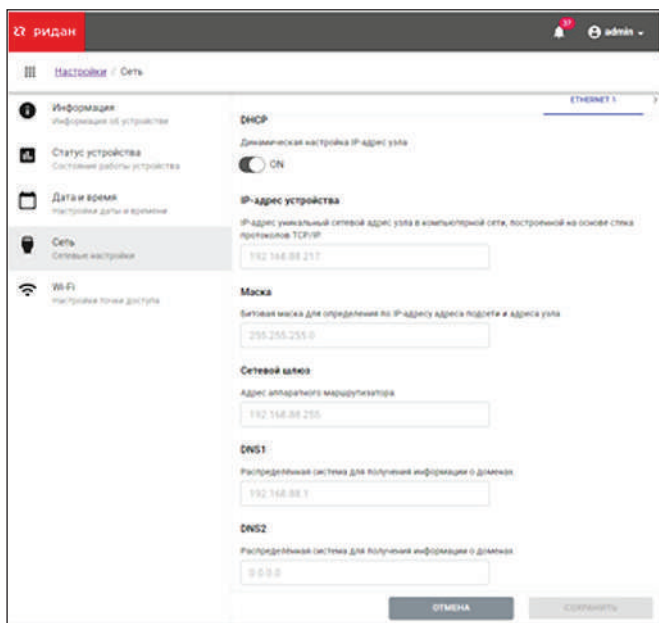 ридан
37
admin
Настройки / Сеть
ETHERNET 1
Информация
Информация об устройстве
Статус устройства
Состояние работы устройства
Дата и время
Настройки даты и времени
Сеть
Сетевые настройки
Wi-Fi
Настройки точки доступа
DHCP
Динамическая настройка IP-адрес узла
ON
IP-адрес устройства
IP-адрес уникальный сетевой адрес узла в компьютерной сети, построенной на основе стека
протоколов TCP/IP
192.168.88.217
Маска
Битовая маска для определения по IP-адресу адреса подсети и адреса узла
255.255.255.0
Сетевой шлюз
Адрес аппаратного маршрутизатора
192.168.88.255
DNS1
Распределённая система для получения информации о доменах
192.168.88.1
DNS2
Распределённая система для получения информации о доменах
0.0.0.0
ОТМЕНА
СОХРАНИТЬ